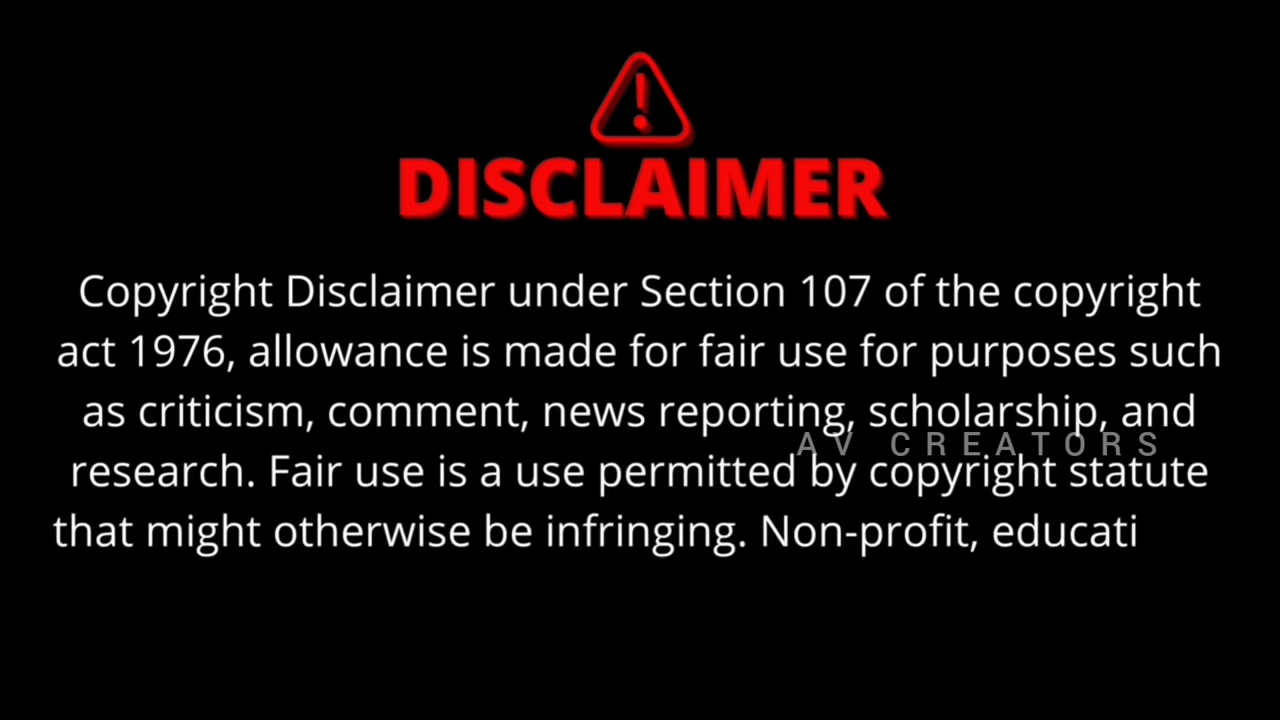 DISCLAIMER
Copyright Disclaimer under Section 107 of the copyright
act 1976, allowance is made for fair use for purposes such
as criticism, comment, news reporting, scholarship, and
AV CREATORS
research. Fair use is a use permitted by copyright statute
that might otherwise be infringing. Non-profit, educati